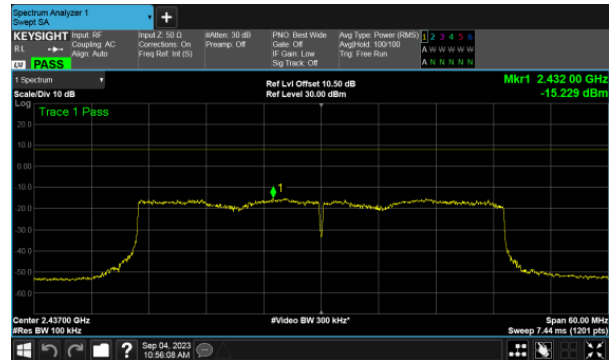 Spectrum Analyzer 1
Swept SA
+
KEYSIGHT Input: RF Input Z: 50 Ω #Atten: 30 dB PNO: Best Wide Avg Type: Power (RMS) 1 2 3 4 5 6
RL Coupling: AC Corrections: On Preamp: Off Gate: Off Avg|Hold: 100/100 A W W W W W
Align: Auto Freq Ref: Int (S) IF Gain: Low Trig: Free Run
LXI PASS Sig Track: Off A N N N N N
1 Spectrum Ref Lvl Offset 10.50 dB Mkr1 2.432 00 GHz
Scale/Div 10 dB Ref Level 30.00 dBm -15.229 dBm
Log Trace 1 Pass
20.0
10.0
0.00
-10.0
1
-20.0
-30.0
-40.0
-50.0
-60.0
Center 2.43700 GHz #Video BW 300 kHz* Span 60.00 MHz
#Res BW 100 kHz Sweep 7.44 ms (1201 pts)
? Sep 04, 2023
10:56:08 AM